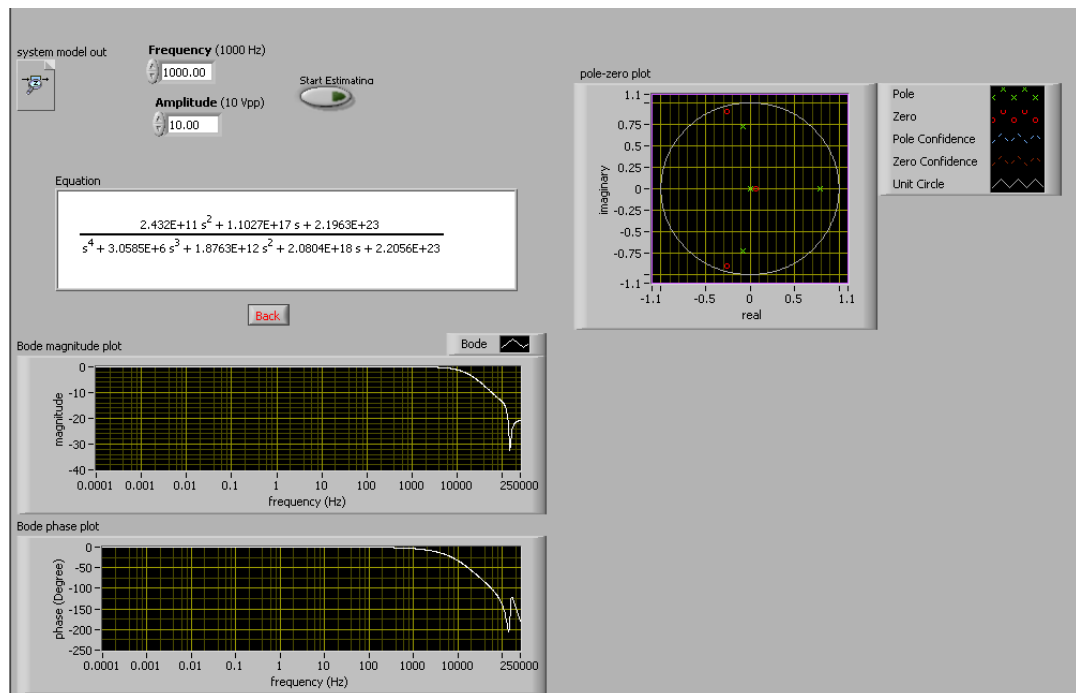 system model out
Frequency (1000 Hz)
1000.00
Start Estimating
Amplitude (10 Vpp)
10.00
Equation
2.432E+11 s^2 + 1.1027E+17 s + 2.1963E+23
s^4 + 3.0585E+6 s^3 + 1.8763E+12 s^2 + 2.0804E+18 s + 2.2056E+23
Back
pole-zero plot
1.1
0.75
0.5
0.25
0
-0.25
-0.5
-0.75
-1.1
imaginary
-1.1 -0.5 0 0.5 1.1
real
Pole
Zero
Pole Confidence
Zero Confidence
Unit Circle
Bode magnitude plot
Bode
0
-10
-20
-30
-40
magnitude
0.0001 0.001 0.01 0.1 1 10 100 1000 10000 250000
frequency (Hz)
Bode phase plot
0
-50
-100
-150
-200
-250
phase (Degree)
0.0001 0.001 0.01 0.1 1 10 100 1000 10000 250000
frequency (Hz)